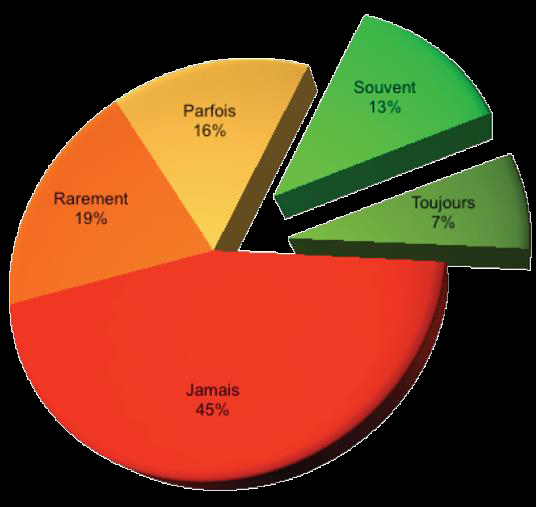 Souvent
13%
Parfois
16%
Rarement
19%
Toujours
7%
Jamais
45%